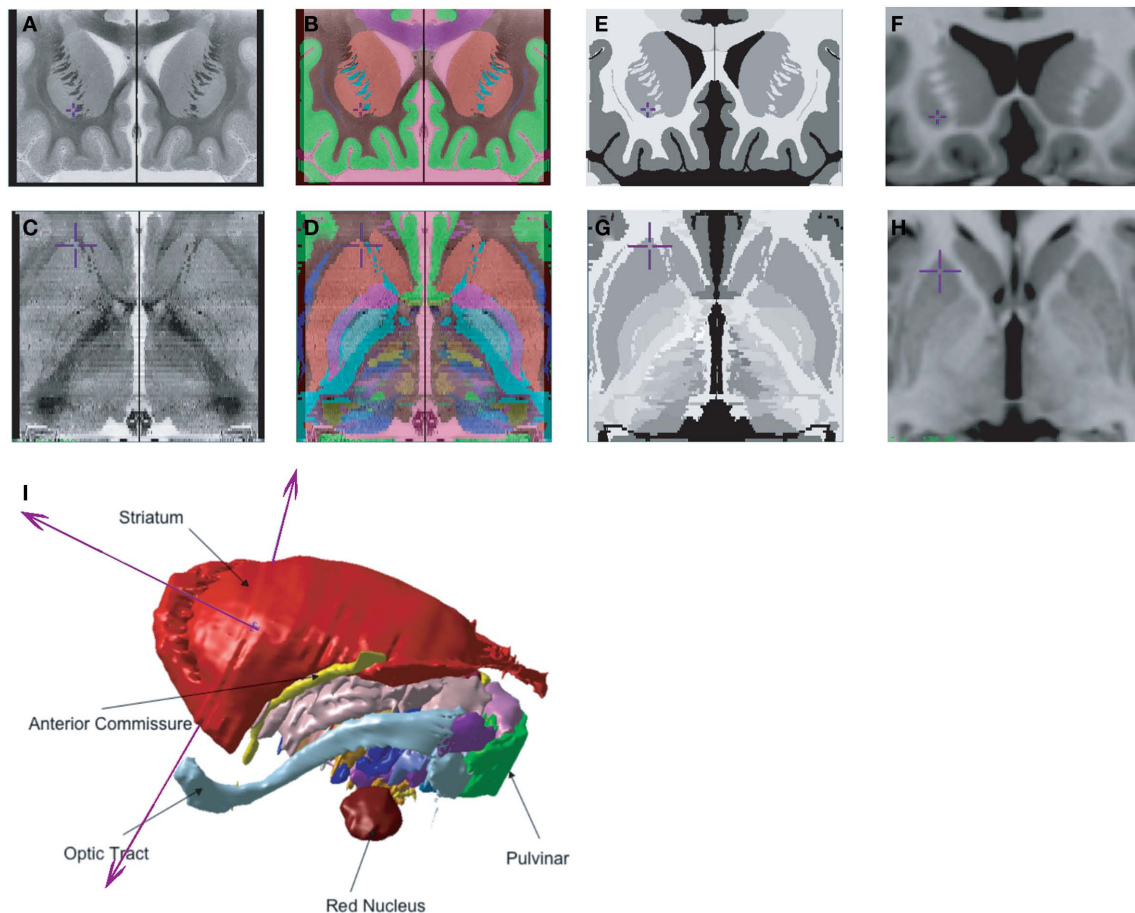 A
B
E
F
C
D
G
H
I
Striatum
Anterior Commissure
Optic Tract
Red Nucleus
Pulvinar